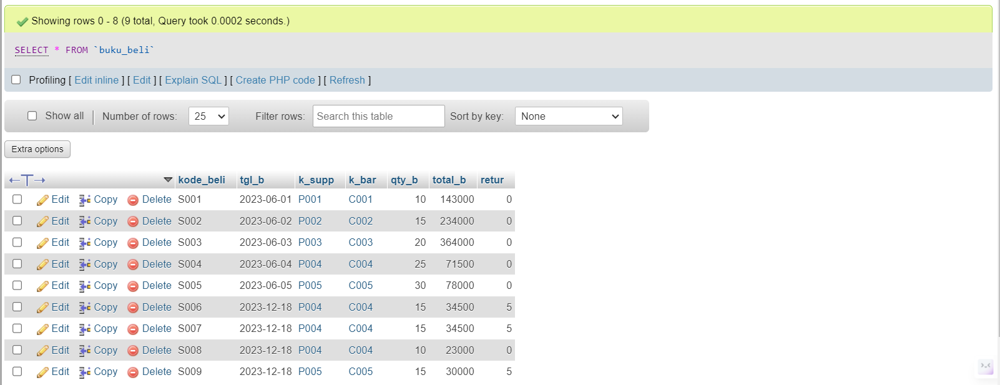 Showing rows 0 - 8 (9 total, Query took 0.0002 seconds.)
SELECT * FROM `buku_beli`
Profiling [ Edit inline ] [ Edit ] [ Explain SQL ] [ Create PHP code ] [ Refresh ]
Show all | Number of rows: 25 Filter rows: Search this table Sort by key: None
Extra options
kode_beli tgl_b k_supp k_bar qty_b total_b retur
Edit Copy Delete S001 2023-06-01 P001 C001 10 143000 0
Edit Copy Delete S002 2023-06-02 P002 C002 15 234000 0
Edit Copy Delete S003 2023-06-03 P003 C003 20 364000 0
Edit Copy Delete S004 2023-06-04 P004 C004 25 71500 0
Edit Copy Delete S005 2023-06-05 P005 C005 30 78000 0
Edit Copy Delete S006 2023-12-18 P004 C004 15 34500 5
Edit Copy Delete S007 2023-12-18 P004 C004 15 34500 5
Edit Copy Delete S008 2023-12-18 P004 C004 10 23000 0
Edit Copy Delete S009 2023-12-18 P005 C005 15 30000 5